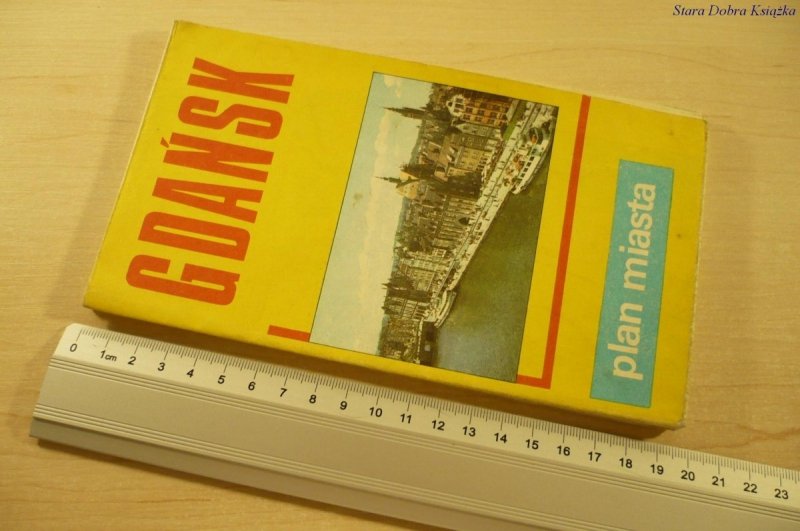 Stara Dobra Książka
GDAŃSK
plan miasta
0 1cm 2 3 4 5 6 7 8 9 10 11 12 13 14 15 16 17 18 19 20 21 22 23